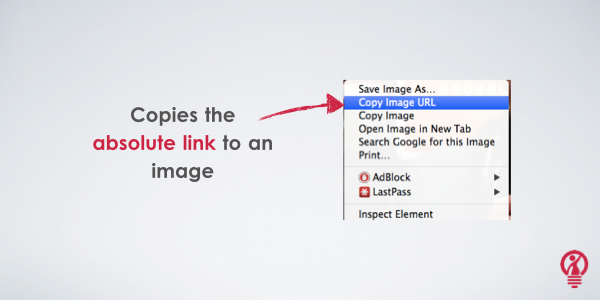 Copies the
absolute link to an
image
Save Image As...
Copy Image URL
Copy Image
Open Image in New Tab
Search Google for this Image
Print...
AdBlock
LastPass
Inspect Element